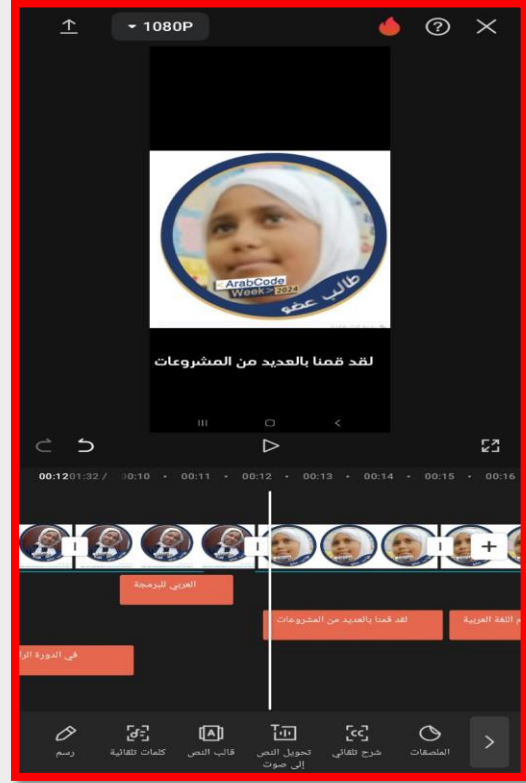 1080P
<ArabCode
Week> 2024
طالب عضو
لقد قمنا بالعديد من المشروعات
00:12 01:32 / 00:10 00:11 00:12 00:13 00:14 00:15 00:16
العربي للبرمجة
لقد قمنا بالعديد من المشروعات
اللغة العربية
في الدورة الرا
رسم
كلمات تلقائية
قالب النص
تحويل النص
إلى صوت
شرح تلقائي
الملصقات